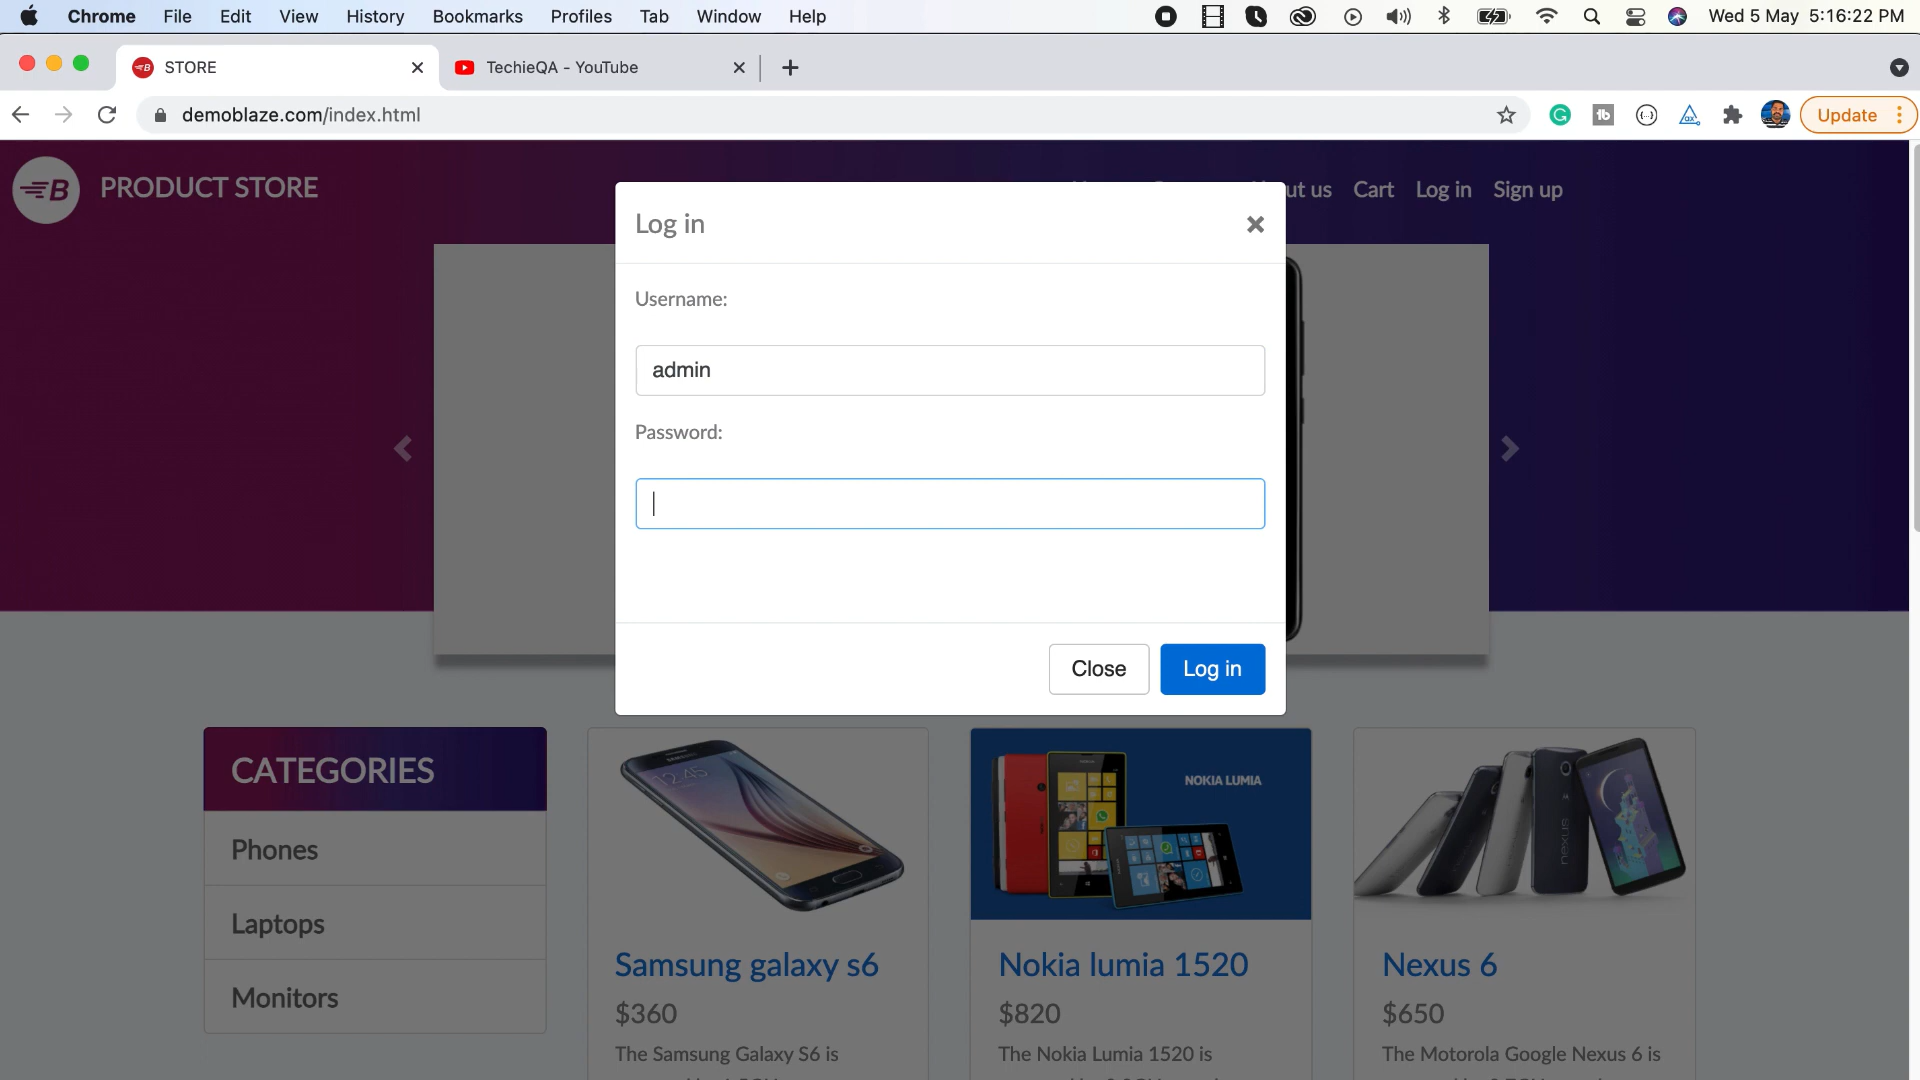 Chrome File Edit View History Bookmarks Profiles Tab Window Help Wed 5 May 5:16:22 PM
STORE TechieQA - YouTube
demoblaze.com/index.html Update
PRODUCT STORE ut us Cart Log in Sign up
Log in
Username:
admin
Password:
Close Log in
CATEGORIES
Phones
Laptops
Monitors
12:45
NOKIA LUMIA
nexus
Samsung galaxy s6 Nokia lumia 1520 Nexus 6
$360 $820 $650
The Samsung Galaxy S6 is The Nokia Lumia 1520 is The Motorola Google Nexus 6 is